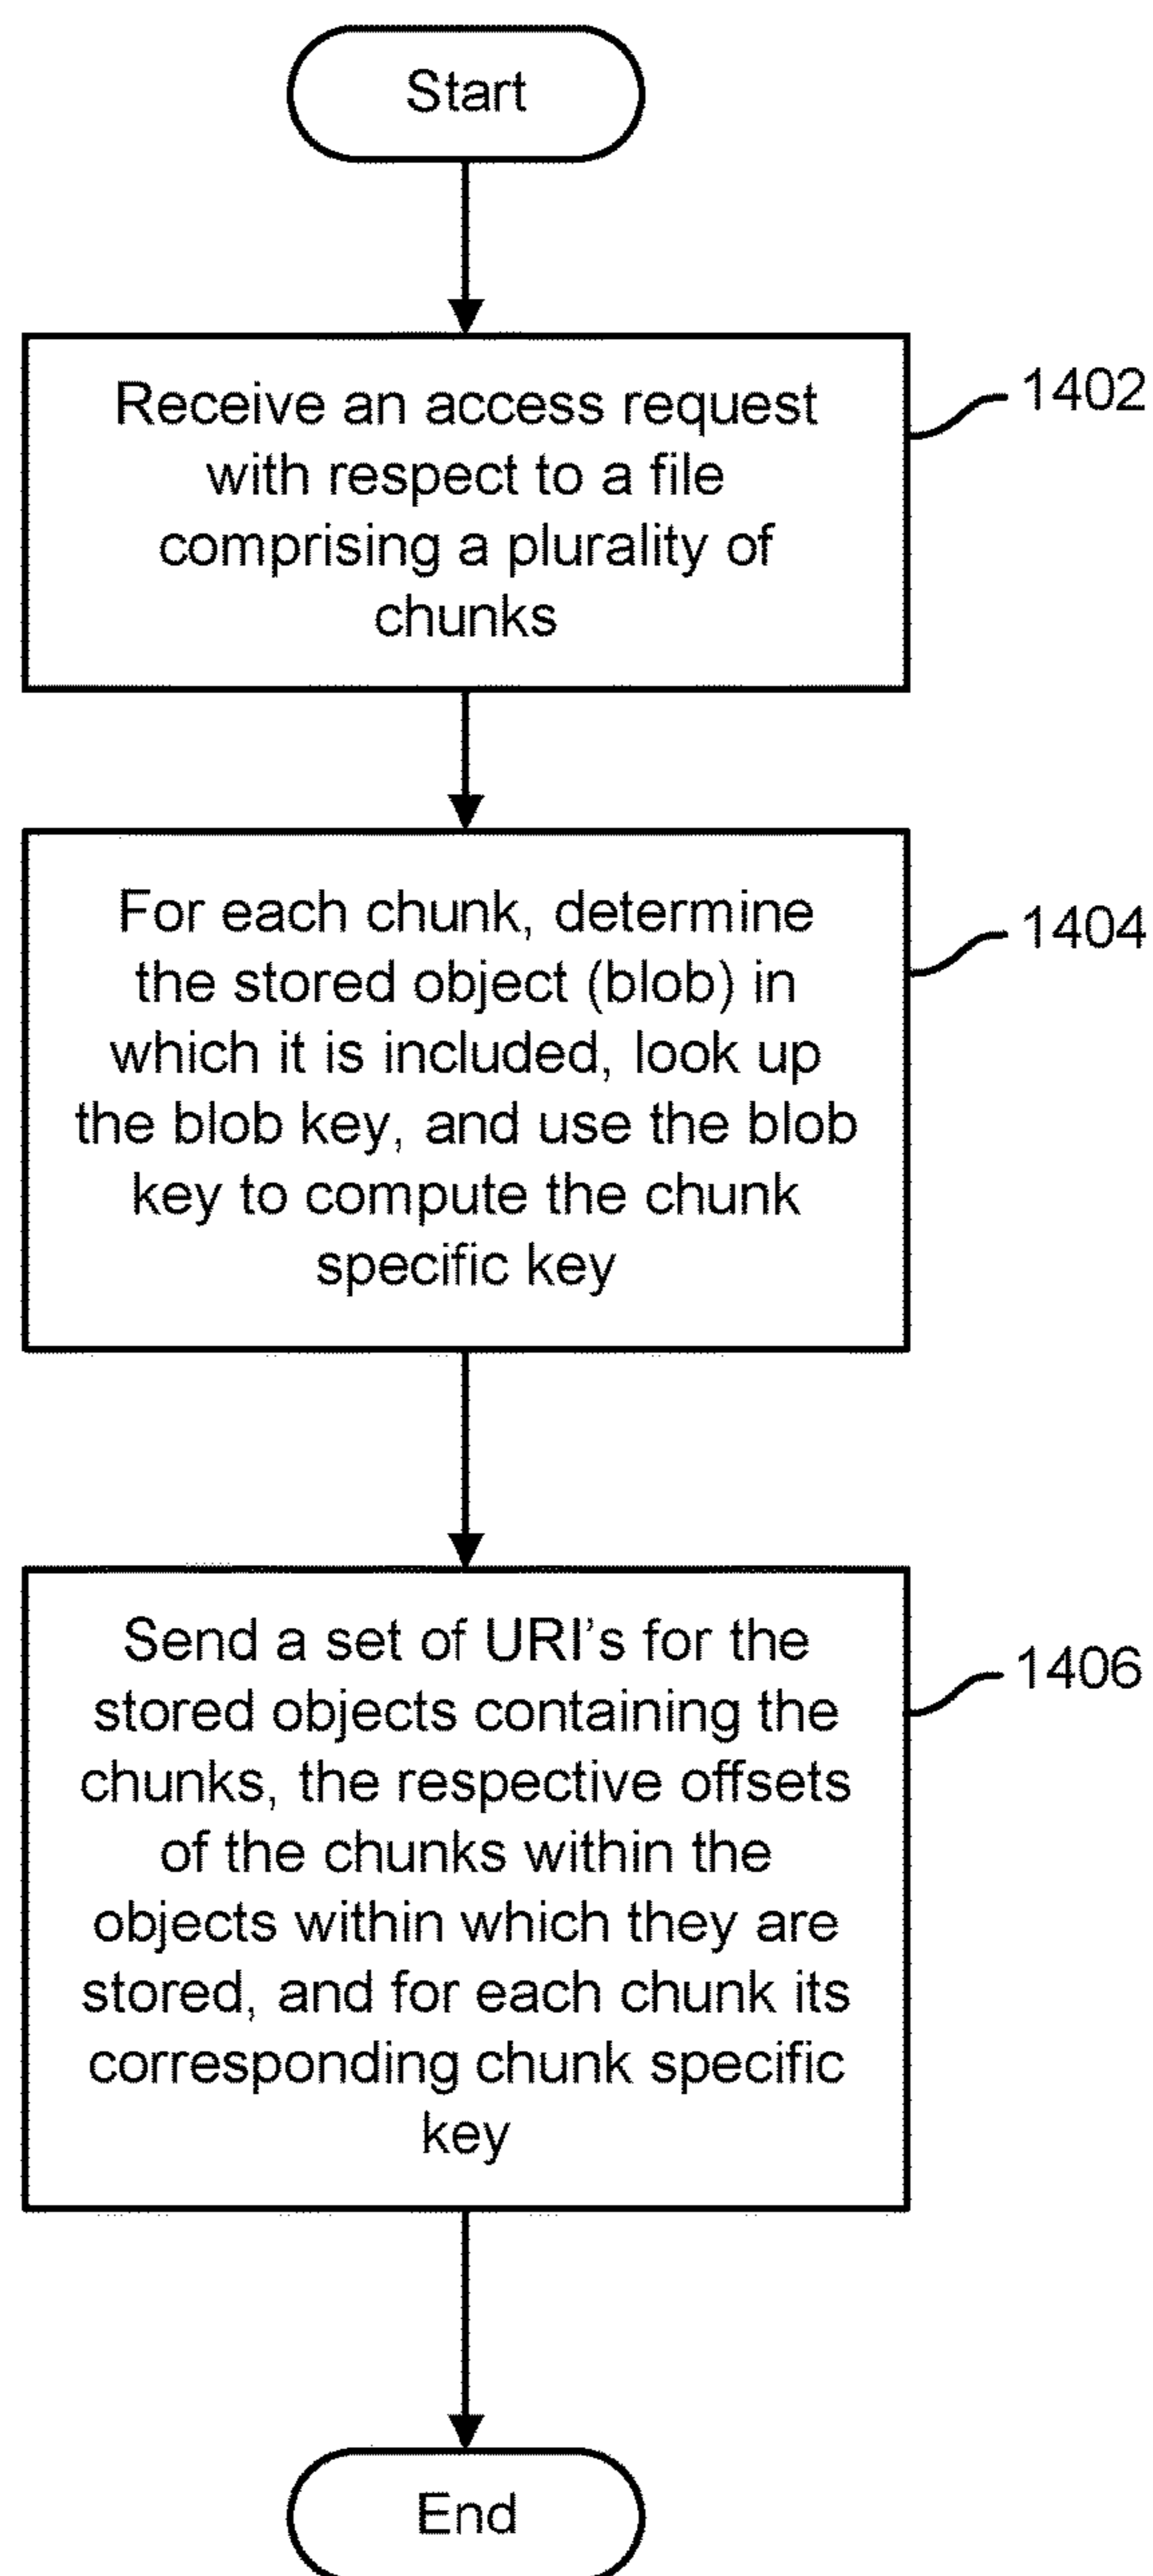 Start
Receive an access request
with respect to a file
comprising a plurality of
chunks
1402
For each chunk, determine
the stored object (blob) in
which it is included, look up
the blob key, and use the blob
key to compute the chunk
specific key
1404
Send a set of URI’s for the
stored objects containing the
chunks, the respective offsets
of the chunks within the
objects within which they are
stored, and for each chunk its
corresponding chunk specific
key
1406
End